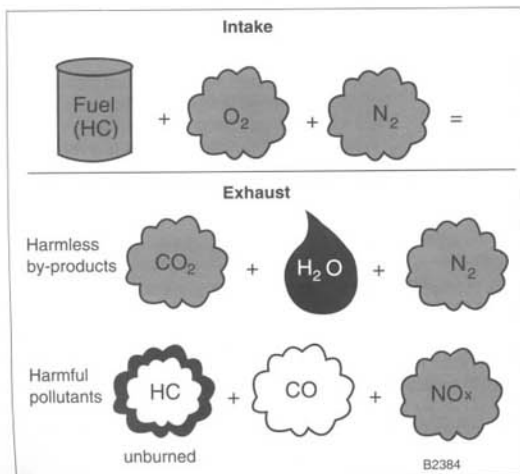 Intake
Fuel
(HC) + O₂ + N₂ =
Exhaust
Harmless
by-products CO₂ + H₂O + N₂
Harmful
pollutants HC + CO + NOx
unburned
B2384